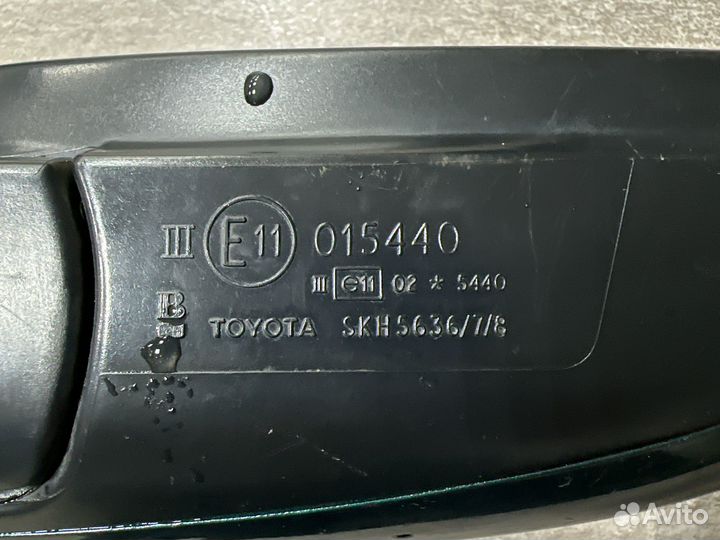 III E11 015440
III e11 02 * 5440
B
TOYOTA SKH5636/7/8
Avito